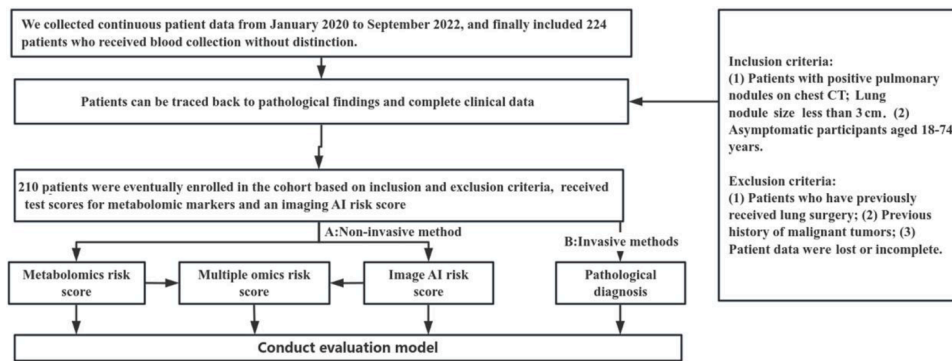 We collected continuous patient data from January 2020 to September 2022, and finally included 224
patients who received blood collection without distinction.
Patients can be traced back to pathological findings and complete clinical data
Inclusion criteria:
(1) Patients with positive pulmonary
nodules on chest CT; Lung
nodule size less than 3 cm. (2)
Asymptomatic participants aged 18-74
years.
Exclusion criteria:
(1) Patients who have previously
received lung surgery; (2) Previous
history of malignant tumors; (3)
Patient data were lost or incomplete.
210 patients were eventually enrolled in the cohort based on inclusion and exclusion criteria, received
test scores for metabolomic markers and an imaging AI risk score
A:Non-invasive method
B:Invasive methods
Metabolomics risk
score
Multiple omics risk
score
Image AI risk
score
Pathological
diagnosis
Conduct evaluation model